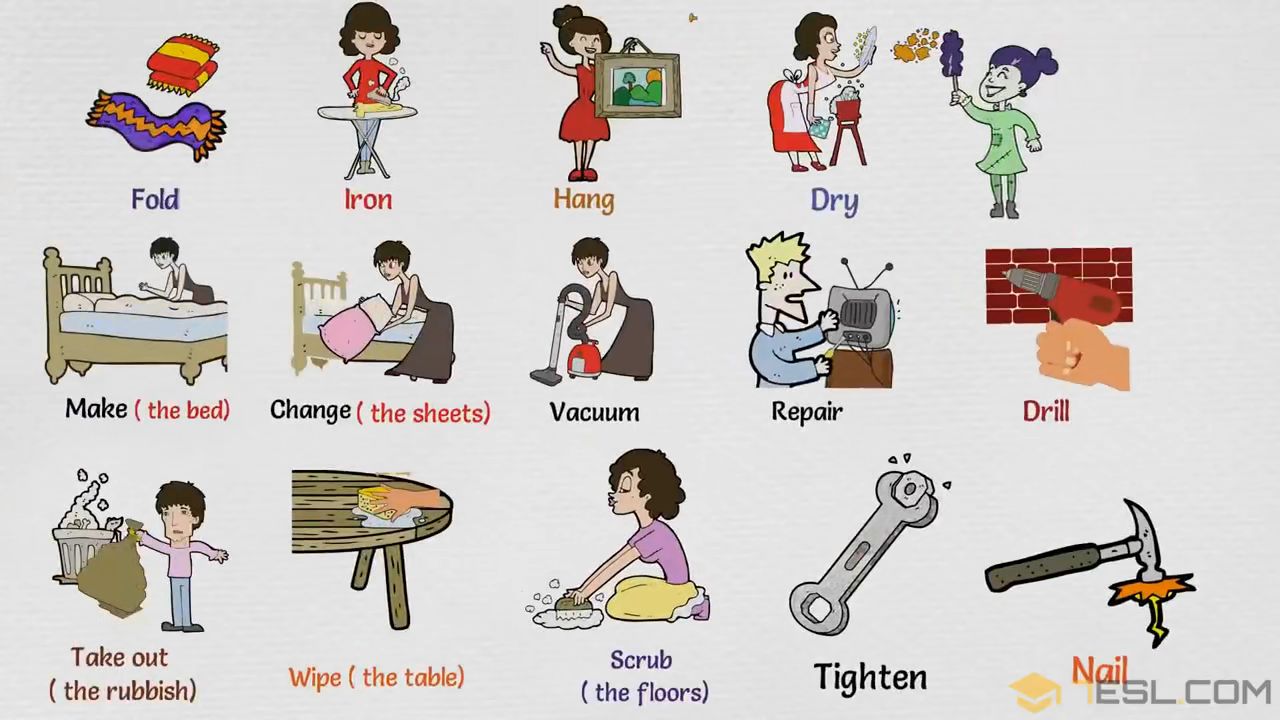 Fold
Iron
Hang
Dry
Make ( the bed)
Change ( the sheets)
Vacuum
Repair
Drill
Take out
( the rubbish)
Wipe ( the table)
Scrub
( the floors)
Tighten
Nail
7ESL.COM